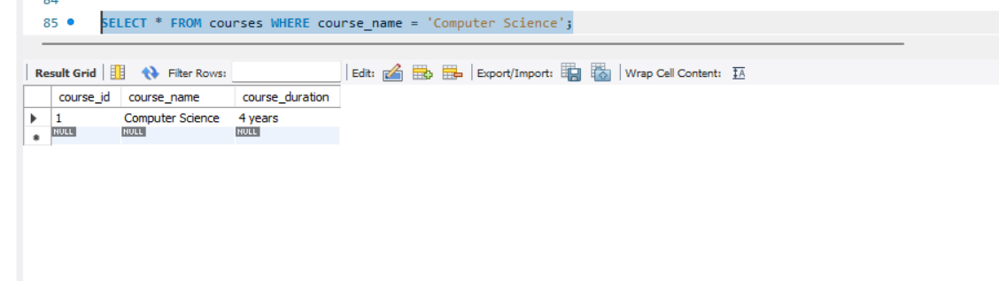 84
85 SELECT * FROM courses WHERE course_name = 'Computer Science';
Result Grid Filter Rows: Edit: Export/Import: Wrap Cell Content: IA
course_id course_name course_duration
1 Computer Science 4 years
NULL NULL NULL